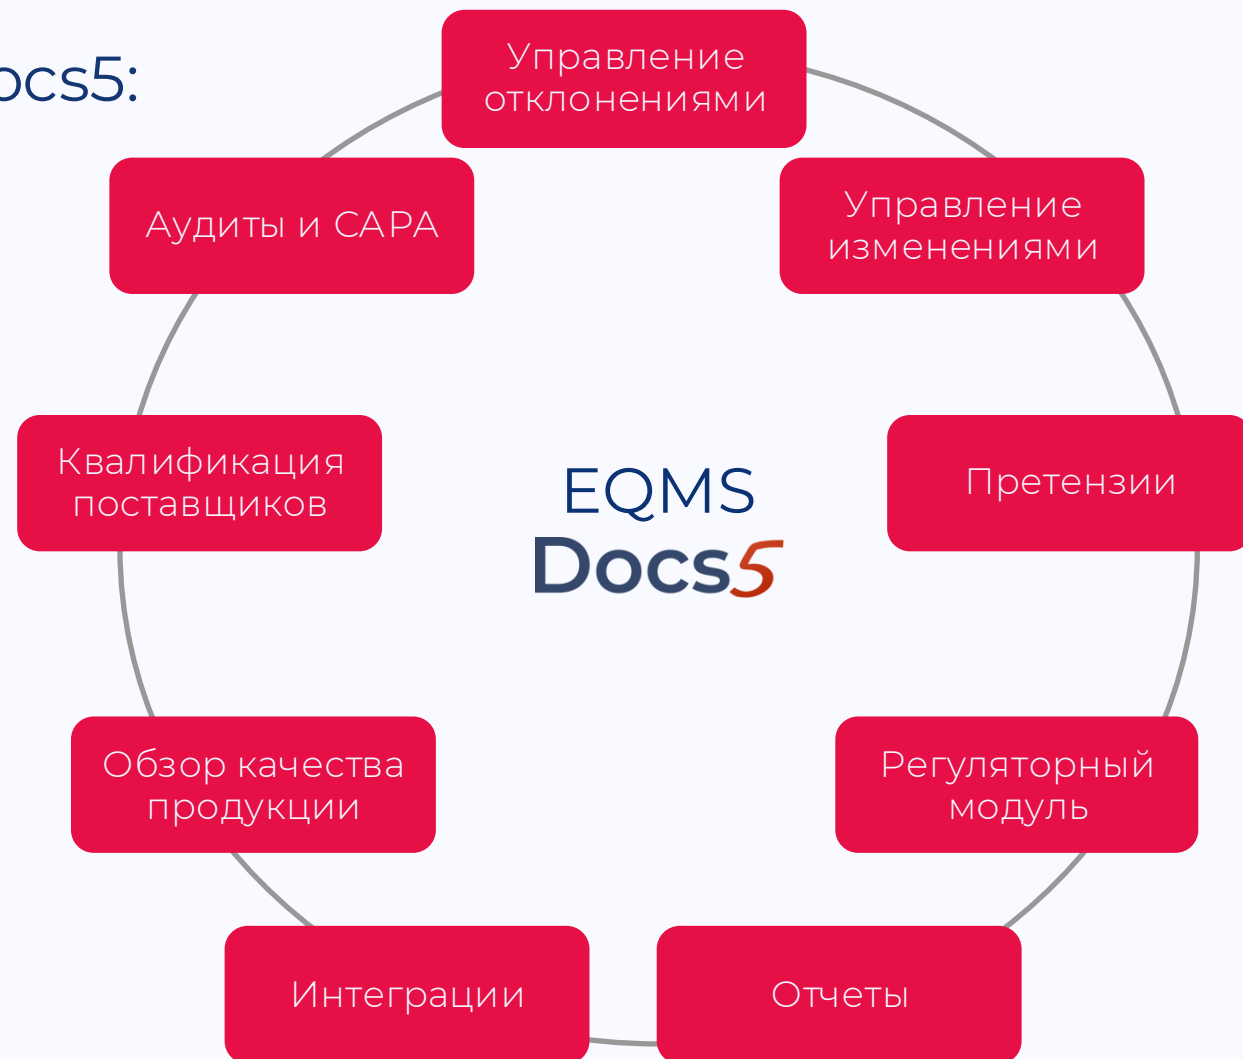 ocs5:
Управление
отклонениями
Аудиты и CAPA
Управление
изменениями
Квалификация
поставщиков
EQMS
Docs5
Претензии
Обзор качества
продукции
Регуляторный
модуль
Интеграции
Отчеты